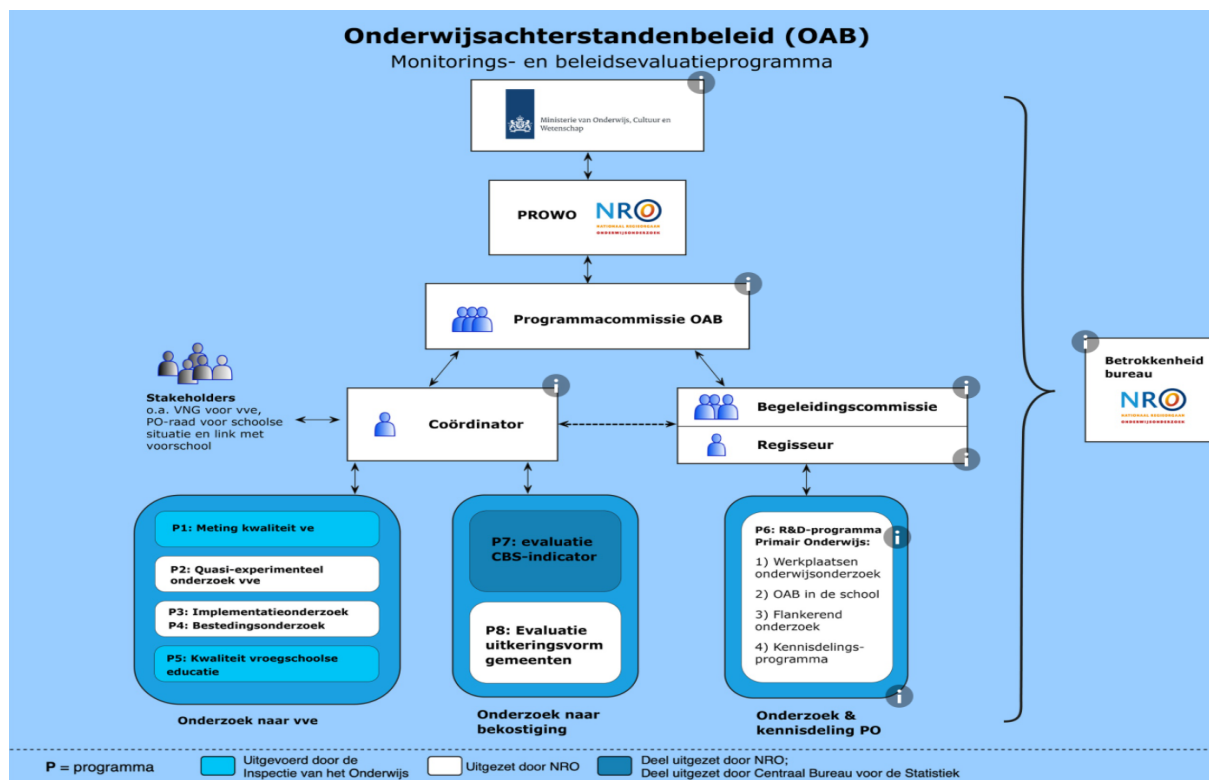 Onderwijsachterstandenbeleid (OAB)
Monitorings- en beleidsevaluatieprogramma
i
Ministerie van Onderwijs, Cultuur en
Wetenschap
PROWO
NRO
NATIONAAL REGIEORGAAN
ONDERWIJSONDERZOEK
i
Programmacommissie OAB
i
Betrokkenheid
bureau
NRO
NATIONAAL REGIEORGAAN
ONDERWIJSONDERZOEK
Stakeholders
o.a. VNG voor vve,
PO-raad voor schoolse
situatie en link met
voorschool
i
Coördinator
i
Begeleidingscommissie
Regisseur
i
P1: Meting kwaliteit ve
P2: Quasi-experimenteel
onderzoek vve
P3: Implementatieonderzoek
P4: Bestedingsonderzoek
P5: Kwaliteit vroegschoolse
educatie
Onderzoek naar vve
P7: evaluatie
CBS-indicator
P8: Evaluatie
uitkeringsvorm
gemeenten
Onderzoek naar
bekostiging
P6: R&D-programma
Primair Onderwijs:
i
1) Werkplaatsen
onderwijsonderzoek
2) OAB in de school
3) Flankerend
onderzoek
4) Kennisdelings-
programma
i
Onderzoek &
kennisdeling PO
P = programma
Uitgevoerd door de
Inspectie van het Onderwijs
Uitgezet door NRO
Deel uitgezet door NRO;
Deel uitgezet door Centraal Bureau voor de Statistiek